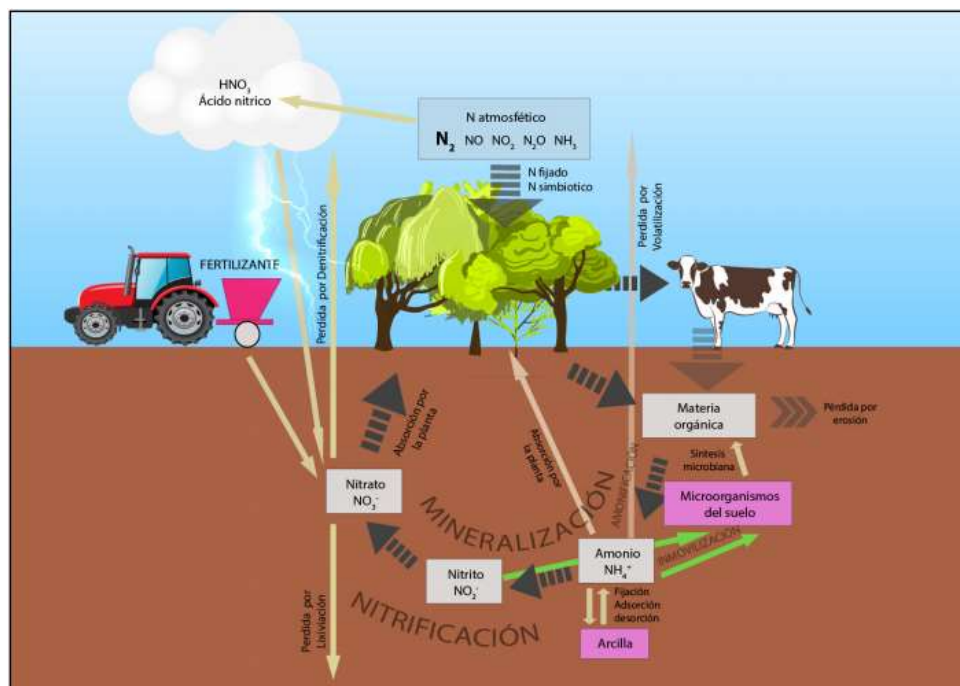 HNO3
Ácido nítrico
N atmosfético
N2 NO NO2 N2O NH3
N fijado
N simbiotico
Perdida por
Volatilización
Perdida por Denitrificación
FERTILIZANTE
Materia
orgánica
Pérdida por
erosión
Absorción por
la planta
Absorción por
la planta
Síntesis
microbiana
AMONIFICACIÓN
Microorganismos
del suelo
Nitrato
NO3-
MINERALIZACIÓN
INMOVILIZACIÓN
Amonio
NH4+
Nitrito
NO2-
NITRIFICACIÓN
Fijación
Adsorción
desorción
Arcilla
Perdida por
Lixiviación